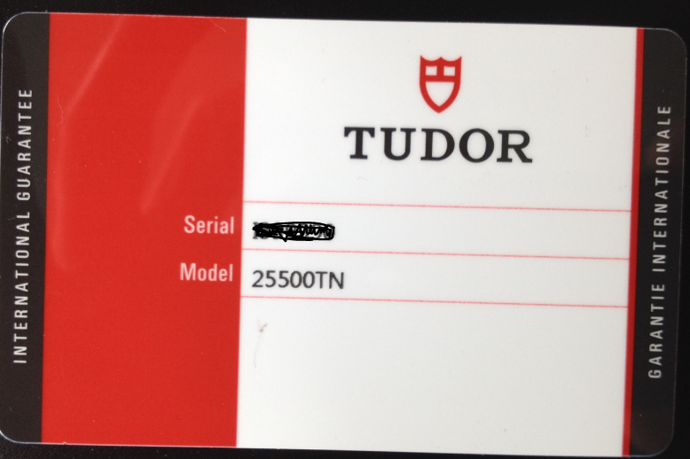 INTERNATIONAL GUARANTEE
TUDOR
Serial
Model 25500TN
GARANTIE INTERNATIONALE